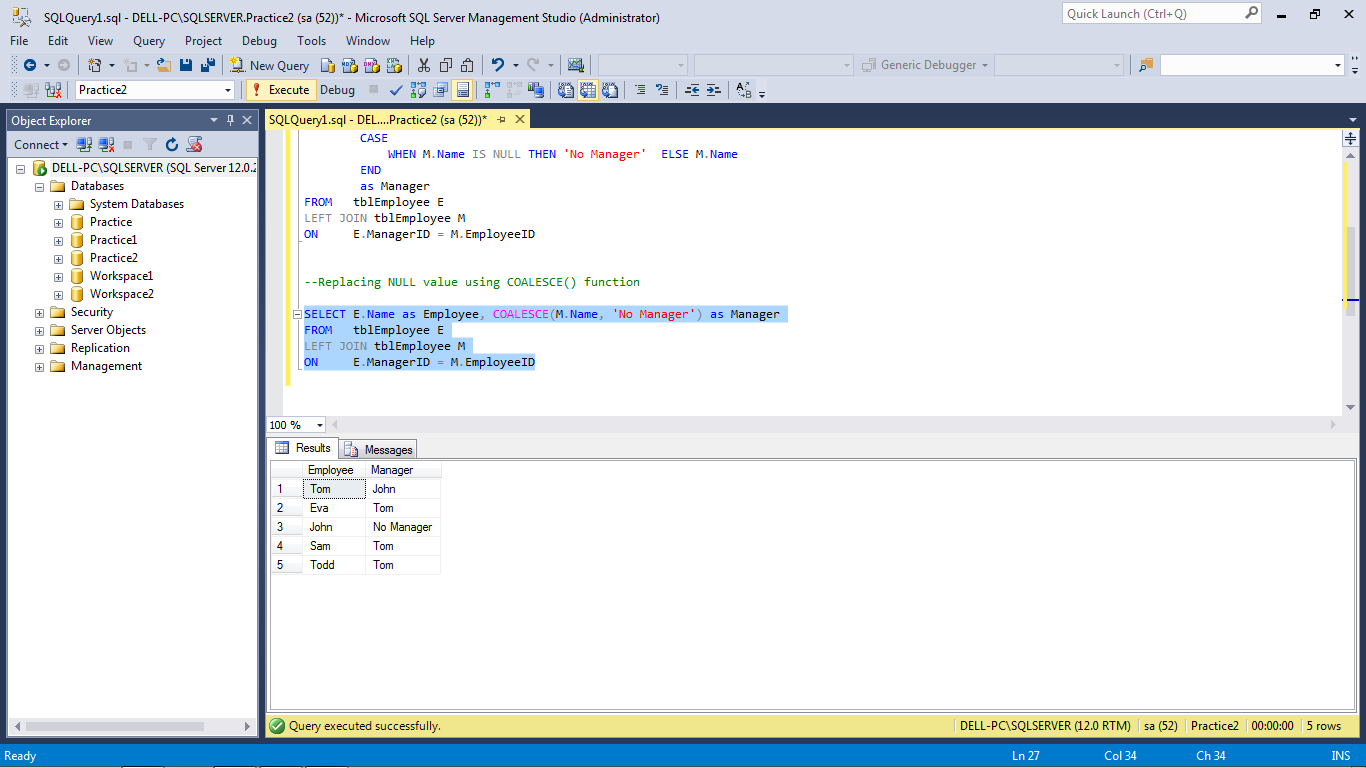 SQLQuery1.sql - DELL-PC\SQLSERVER.Practice2 (sa (52))* - Microsoft SQL Server Management Studio (Administrator)
Quick Launch (Ctrl+Q)
File Edit View Query Project Debug Tools Window Help
New Query
Generic Debugger
Practice2
Execute Debug
Object Explorer
SQLQuery1.sql - DEL....Practice2 (sa (52))*
Connect
DELL-PC\SQLSERVER (SQL Server 12.0.2
Databases
System Databases
Practice
Practice1
Practice2
Workspace1
Workspace2
Security
Server Objects
Replication
Management
CASE
WHEN M.Name IS NULL THEN 'No Manager' ELSE M.Name
END
as Manager
FROM tblEmployee E
LEFT JOIN tblEmployee M
ON E.ManagerID = M.EmployeeID
--Replacing NULL value using COALESCE() function
SELECT E.Name as Employee, COALESCE(M.Name, 'No Manager') as Manager
FROM tblEmployee E
LEFT JOIN tblEmployee M
ON E.ManagerID = M.EmployeeID
100 %
Results Messages
Employee Manager
1 Tom John
2 Eva Tom
3 John No Manager
4 Sam Tom
5 Todd Tom
Query executed successfully.
DELL-PC\SQLSERVER (12.0 RTM) sa (52) Practice2 00:00:00 5 rows
Ready Ln 27 Col 34 Ch 34 INS